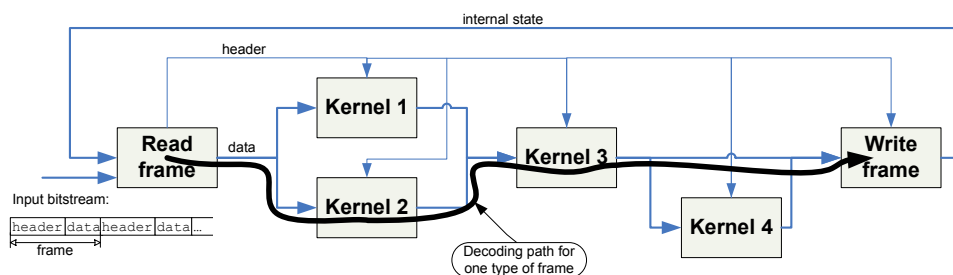 internal state
header
Kernel 1
Read
frame
data
Kernel 2
Kernel 3
Write
frame
Kernel 4
Input bitstream:
header data header data ...
frame
Decoding path for
one type of frame